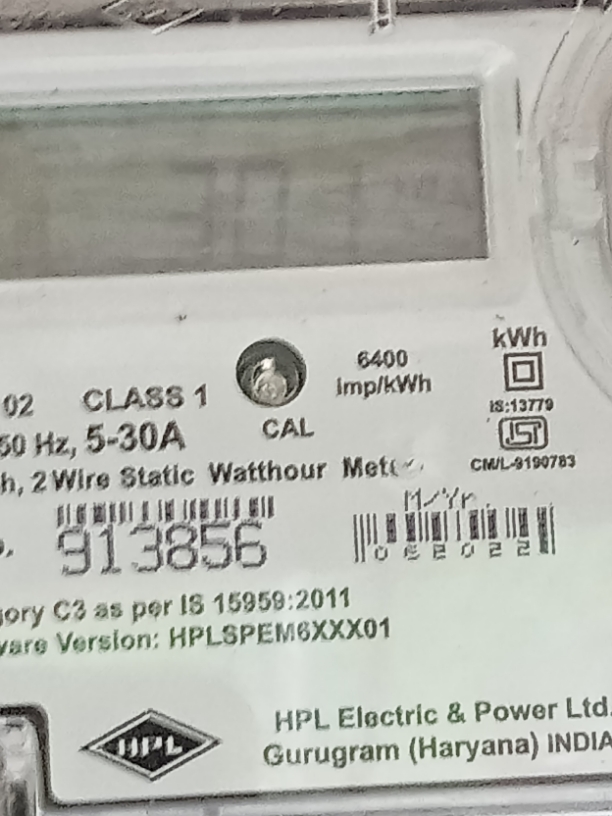 kWh
6400
imp/kWh
02 CLASS 1
IS:13779
50 Hz, 5-30A
CAL
ISI
h, 2 Wire Static Watthour
CM/L-9190783
M/Yr.
913856
062022
gory C3 as per IS 15959:2011
ware Version: HPLSPEM6XXX01
HPL
HPL Electric & Power Ltd.
Gurugram (Haryana) INDIA